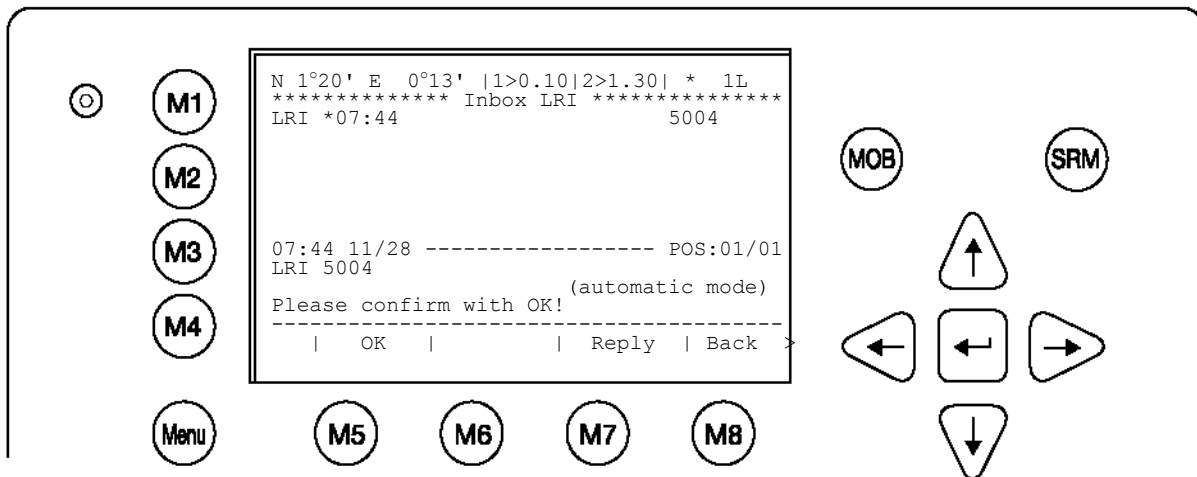 N 1°20' E 0°13' |1>0.10|2>1.30| * 1L
************** Inbox LRI ***************
LRI *07:44 5004
07:44 11/28 ------------------ POS:01/01
LRI 5004
(automatic mode)
Please confirm with OK!
----------------------------------------
| OK | | Reply | Back >
M1
M2
M3
M4
Menu
M5 M6 M7 M8
MOB SRM